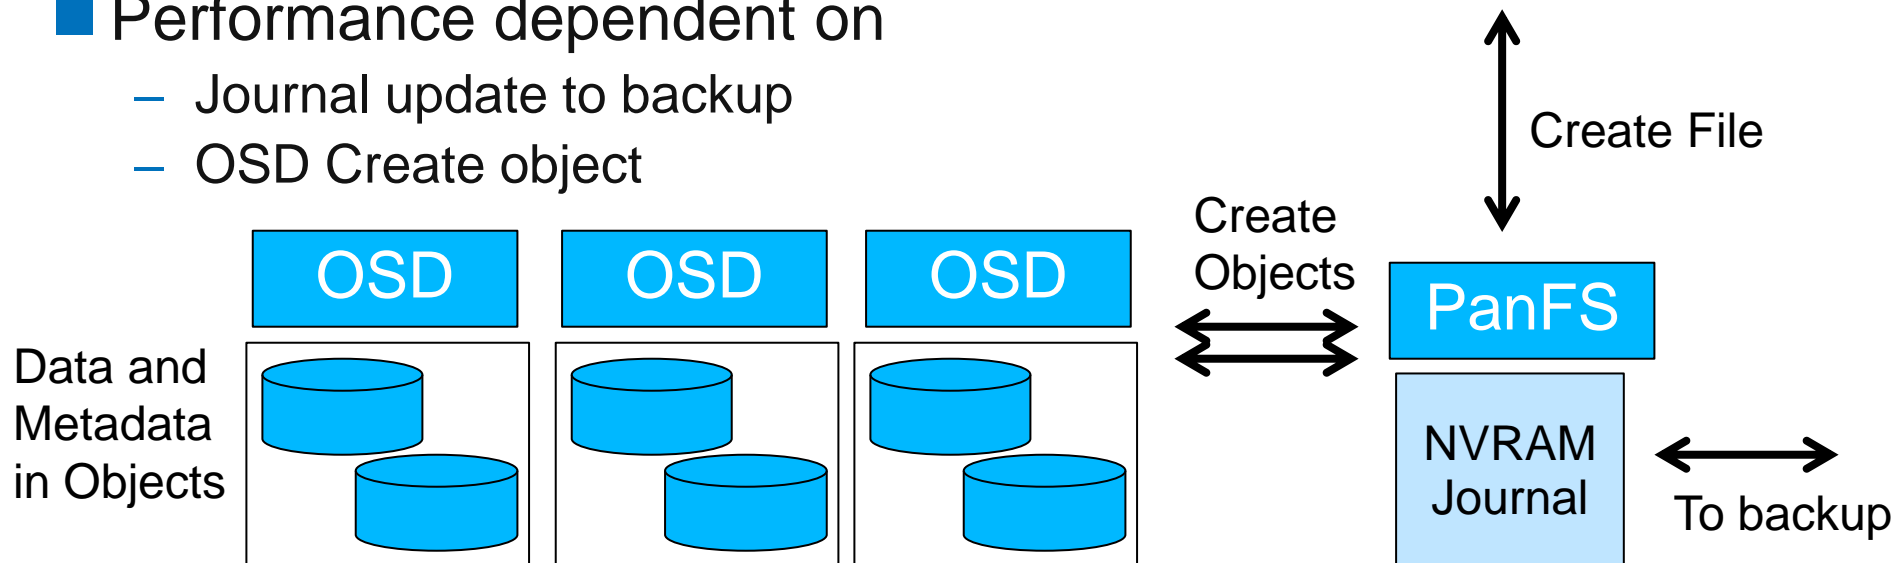 Performance dependent on
– Journal update to backup
– OSD Create object
Create File
Create
Objects
OSD
OSD
OSD
PanFS
Data and
Metadata
in Objects
NVRAM
Journal
To backup